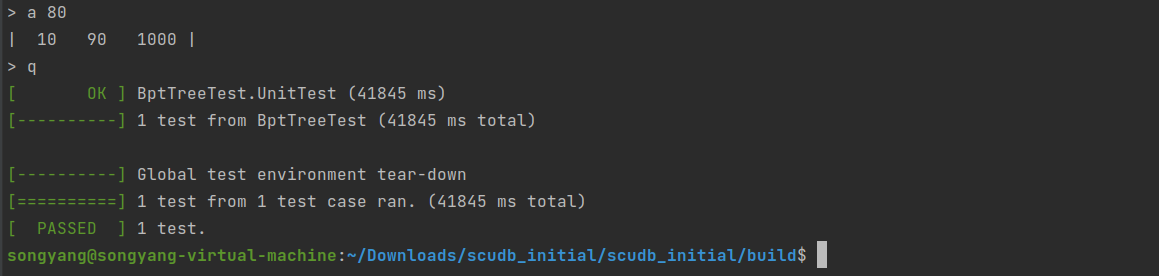 > a 80
|  10   90   1000 |
> q
[       OK ] BptTreeTest.UnitTest (41845 ms)
[----------] 1 test from BptTreeTest (41845 ms total)

[----------] Global test environment tear-down
[==========] 1 test from 1 test case ran. (41845 ms total)
[  PASSED  ] 1 test.
songyang@songyang-virtual-machine:~/Downloads/scudb_initial/scudb_initial/build$